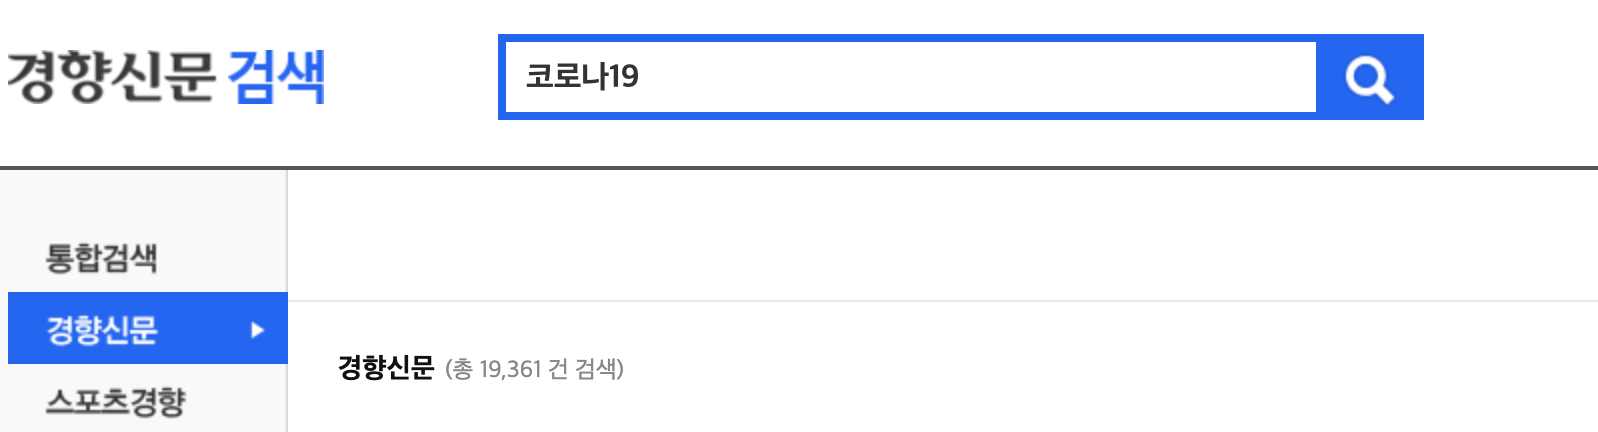 경향신문 검색
코로나19
통합검색
경향신문
스포츠경향
경향신문 (총 19,361 건 검색)